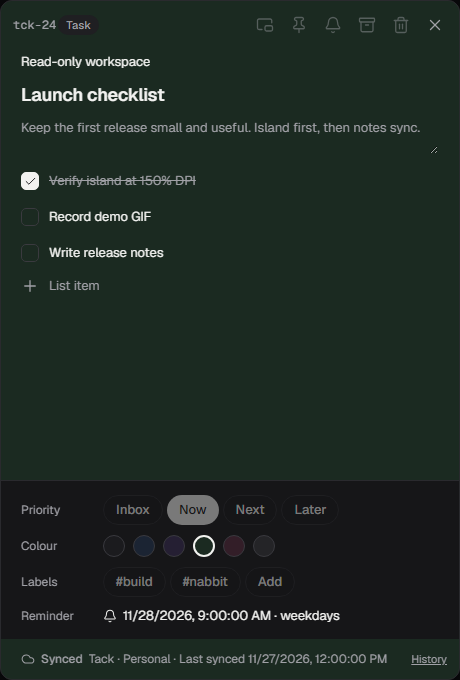 tck-24 Task
Read-only workspace
Launch checklist
Keep the first release small and useful. Island first, then notes sync.
Verify island at 150% DPI
Record demo GIF
Write release notes
List item
Priority Inbox Now Next Later
Colour
Labels #build #nabbit Add
Reminder 11/28/2026, 9:00:00 AM · weekdays
Synced Tack · Personal · Last synced 11/27/2026, 12:00:00 PM History